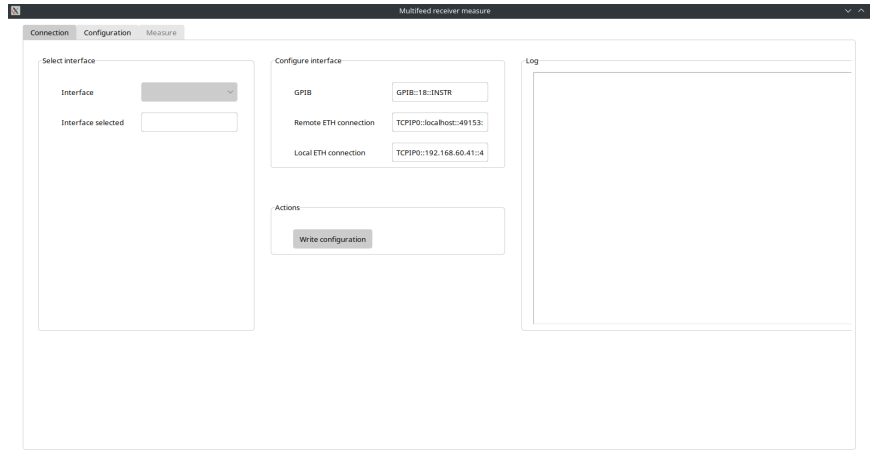 Multifeed receiver measure
Connection Configuration Measure
Select interface
Interface
Interface selected
Configure interface
GPIB GPIB::18::INSTR
Remote ETH connection TCPIP0::localhost::49153:
Local ETH connection TCPIP0::192.168.60.41::4
Actions
Write configuration
Log